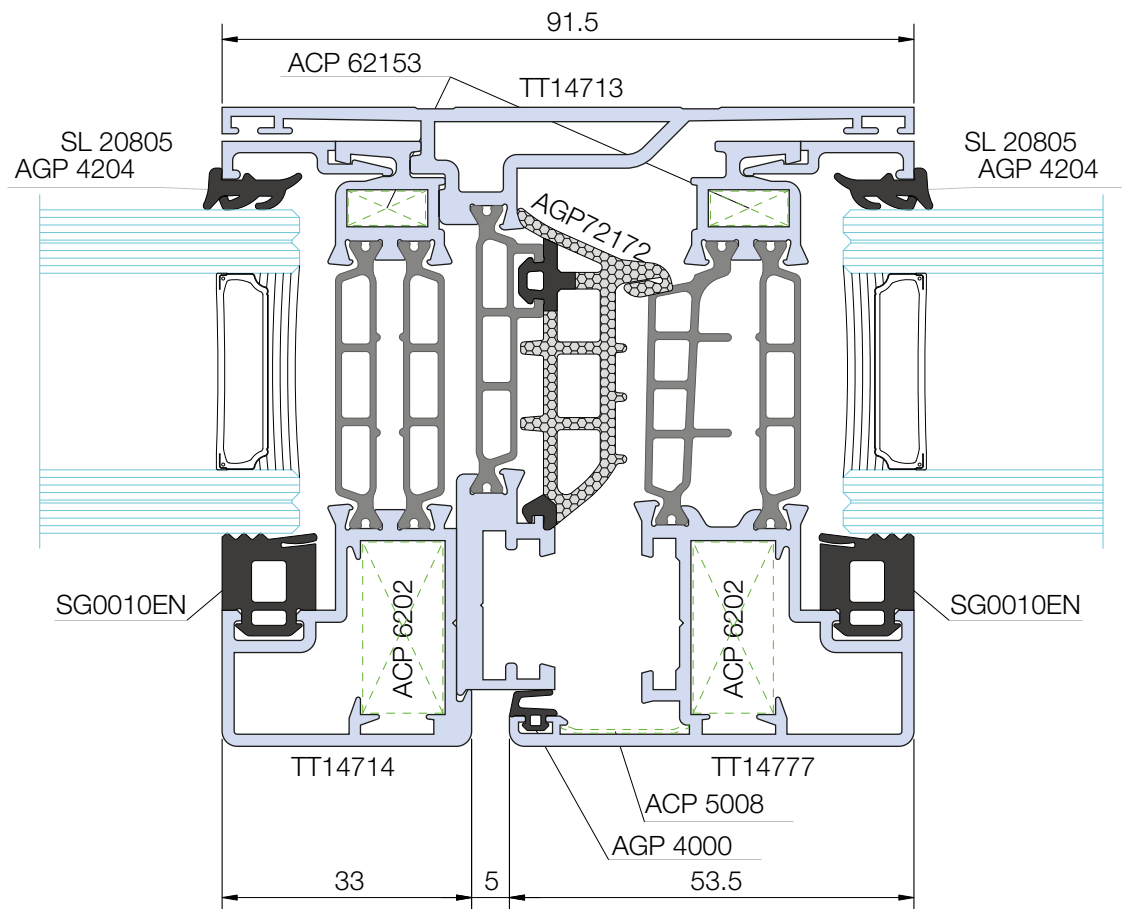 91.5
ACP 62153
TT14713
SL 20805
AGP 4204
SL 20805
AGP 4204
AGP72172
SG0010EN
ACP 6202
ACP 6202
SG0010EN
TT14714
TT14777
ACP 5008
AGP 4000
33
5
53.5